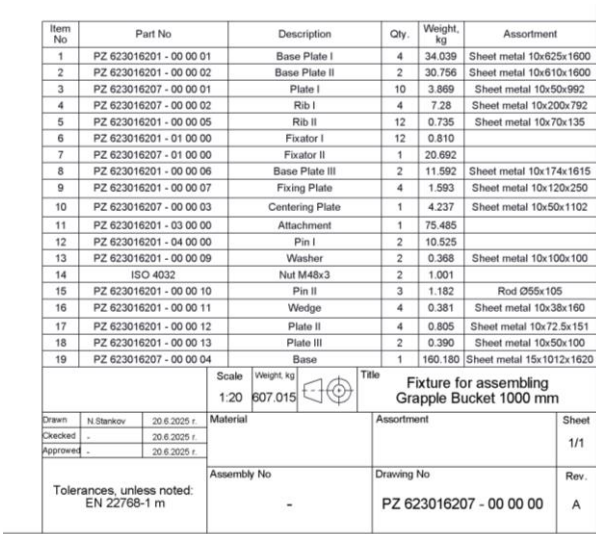 Item No Part No Description Qty. Weight, kg Assortment
1 PZ 623016201 - 00 00 01 Base Plate I 4 34.039 Sheet metal 10x625x1600
2 PZ 623016201 - 00 00 02 Base Plate II 2 30.756 Sheet metal 10x610x1600
3 PZ 623016207 - 00 00 01 Plate I 10 3.869 Sheet metal 10x50x992
4 PZ 623016207 - 00 00 02 Rib I 4 7.28 Sheet metal 10x200x792
5 PZ 623016201 - 00 00 05 Rib II 12 0.735 Sheet metal 10x70x135
6 PZ 623016201 - 01 00 00 Fixator I 12 0.810
7 PZ 623016207 - 01 00 00 Fixator II 1 20.692
8 PZ 623016201 - 00 00 06 Base Plate III 2 11.592 Sheet metal 10x174x1615
9 PZ 623016201 - 00 00 07 Fixing Plate 4 1.593 Sheet metal 10x120x250
10 PZ 623016207 - 00 00 03 Centering Plate 1 4.237 Sheet metal 10x50x1102
11 PZ 623016201 - 03 00 00 Attachment 1 75.485
12 PZ 623016201 - 04 00 00 Pin I 2 10.525
13 PZ 623016201 - 00 00 09 Washer 2 0.368 Sheet metal 10x100x100
14 ISO 4032 Nut M48x3 2 1.001
15 PZ 623016201 - 00 00 10 Pin II 3 1.182 Rod Ø55x105
16 PZ 623016201 - 00 00 11 Wedge 4 0.381 Sheet metal 10x38x160
17 PZ 623016201 - 00 00 12 Plate II 4 0.805 Sheet metal 10x72.5x151
18 PZ 623016201 - 00 00 13 Plate III 2 0.390 Sheet metal 10x50x100
19 PZ 623016207 - 00 00 04 Base 1 160.180 Sheet metal 15x1012x1620
Scale Weight, kg Title
1:20 607.015
Fixture for assembling
Grapple Bucket 1000 mm
Drawn N.Stankov 20.6.2025 г. Material Assortment Sheet
Ckecked - 20.6.2025 г. 1/1
Approwed - 20.6.2025 г.
Tolerances, unless noted:
EN 22768-1 m
Assembly No Drawing No Rev.
- PZ 623016207 - 00 00 00 A